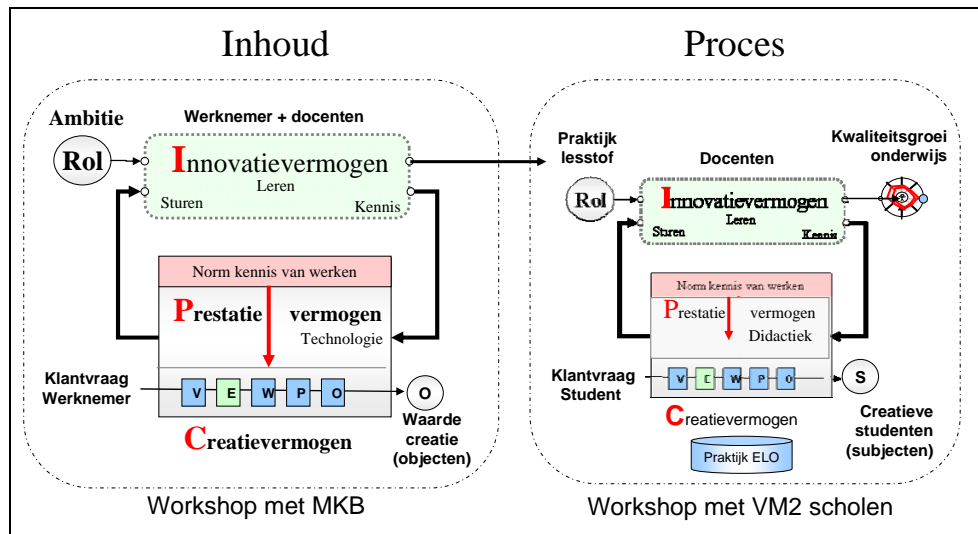 Inhoud
Ambitie
Rol
Werknemer + docenten
Innovatievermogen
Leren
Sturen
Kennis
Norm kennis van werken
Prestatie vermogen
Technologie
Klantvraag
Werknemer
V E W P O
O
Waarde
creatie
(objecten)
Creatievermogen
Workshop met MKB
Proces
Praktijk
lesstof
Rol
Docenten
Innovatievermogen
Leren
Sturen
Kennis
Kwaliteitsgroei
onderwijs
Norm kennis van werken
Prestatie vermogen
Didactiek
Klantvraag
Student
V E W P O
S
Creatieve
studenten
(subjecten)
Creatievermogen
Praktijk ELO
Workshop met VM2 scholen